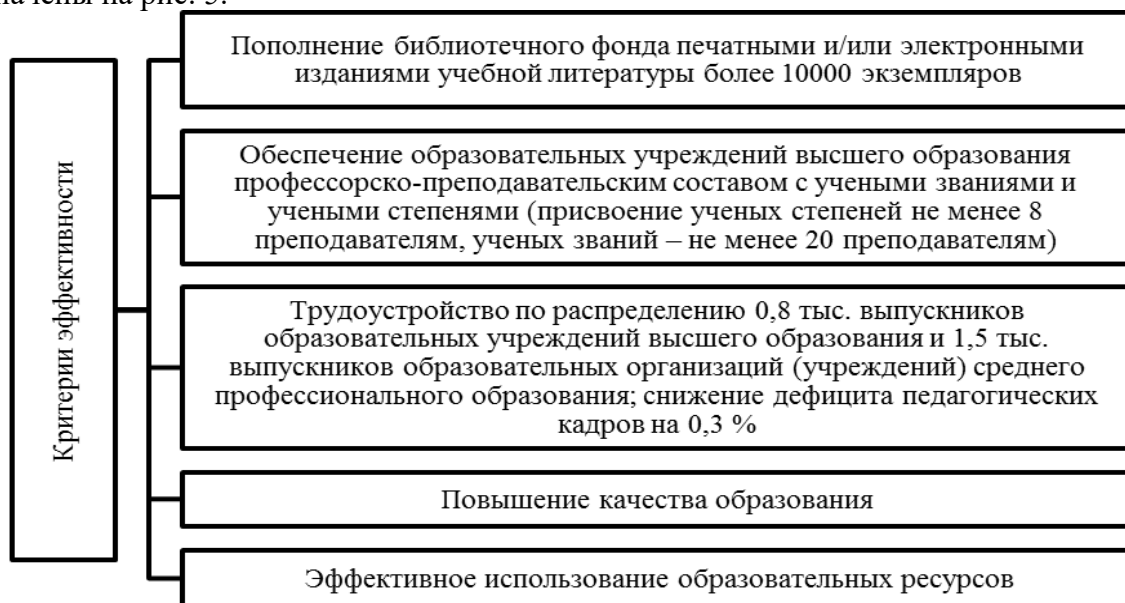 на рис. 3.
Критерии эффективности
Пополнение библиотечного фонда печатными и/или электронными
изданиями учебной литературы более 10000 экземпляров
Обеспечение образовательных учреждений высшего образования
профессорско-преподавательским составом с учеными званиями и
учеными степенями (присвоение ученых степеней не менее 8
преподавателям, ученых званий – не менее 20 преподавателям)
Трудоустройство по распределению 0,8 тыс. выпускников
образовательных учреждений высшего образования и 1,5 тыс.
выпускников образовательных организаций (учреждений) среднего
профессионального образования; снижение дефицита педагогических
кадров на 0,3 %
Повышение качества образования
Эффективное использование образовательных ресурсов